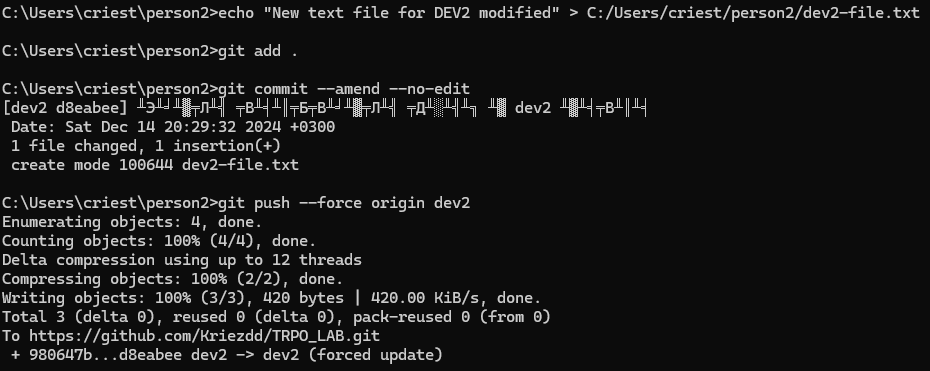 C:\Users\criest\person2>echo "New text file for DEV2 modified" > C:/Users/criest/person2/dev2-file.txt
C:\Users\criest\person2>git add .
C:\Users\criest\person2>git commit --amend --no-edit
[dev2 d8eabee] ╨Э╨╛╨▓╤Л╨╣ ╤В╨╡╨║╤Б╤В╨╛╨▓╤Л╨╣ ╤Д╨░╨╣╨╗ ╨▓ dev2 ╨▓╨╡╤В╨║╨╡
Date: Sat Dec 14 20:29:32 2024 +0300
1 file changed, 1 insertion(+)
create mode 100644 dev2-file.txt
C:\Users\criest\person2>git push --force origin dev2
Enumerating objects: 4, done.
Counting objects: 100% (4/4), done.
Delta compression using up to 12 threads
Compressing objects: 100% (2/2), done.
Writing objects: 100% (3/3), 420 bytes | 420.00 KiB/s, done.
Total 3 (delta 0), reused 0 (delta 0), pack-reused 0 (from 0)
To https://github.com/Kriezdd/TRPO_LAB.git
+ 980647b...d8eabee dev2 -> dev2 (forced update)